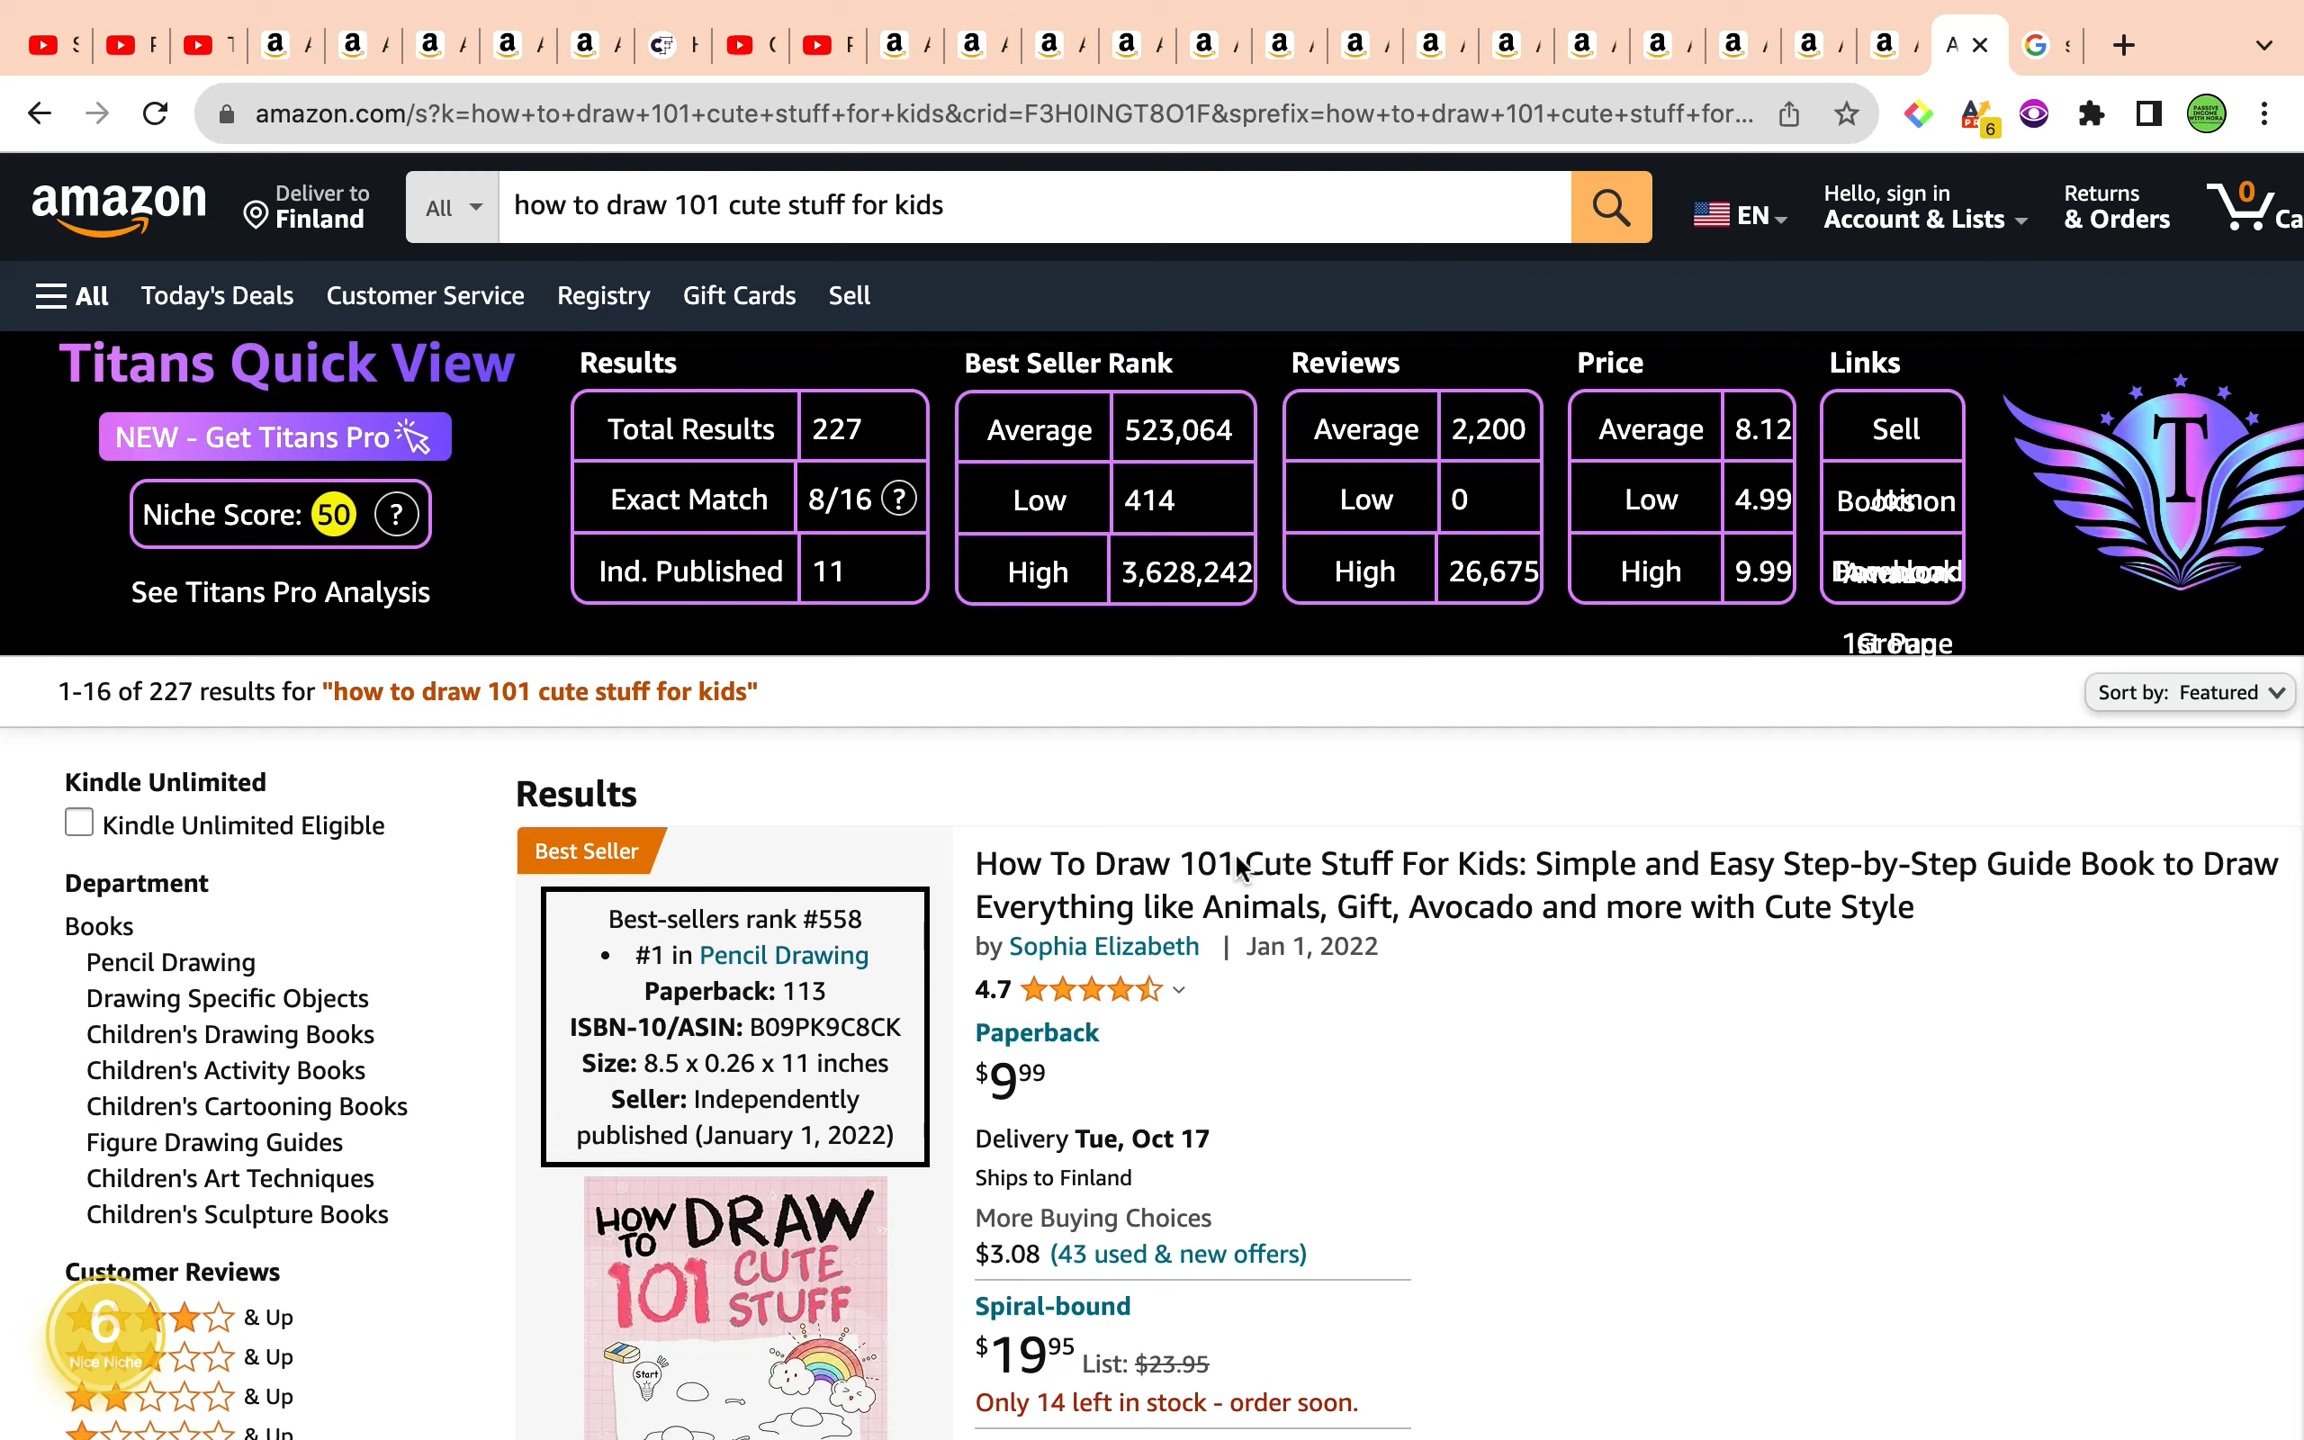 amazon.com/s?k=how+to+draw+101+cute+stuff+for+kids&crid=F3H0INGT8O1F&sprefix=how+to+draw+101+cute+stuff+for...
6
amazon
Deliver to
Finland
All
how to draw 101 cute stuff for kids
EN
Hello, sign in
Account & Lists
Returns
& Orders
0
Ca
All
Today's Deals
Customer Service
Registry
Gift Cards
Sell
Titans Quick View
NEW - Get Titans Pro
Niche Score: 50 ?
See Titans Pro Analysis
Results
Total Results 227
Exact Match 8/16 ?
Ind. Published 11
Best Seller Rank
Average 523,064
Low 414
High 3,628,242
Reviews
Average 2,200
Low 0
High 26,675
Price
Average 8.12
Low 4.99
High 9.99
Links
Sell
Books on
Join
Amazon
1st Page
Group
T
1-16 of 227 results for "how to draw 101 cute stuff for kids"
Sort by: Featured
Kindle Unlimited
Kindle Unlimited Eligible
Department
Books
Pencil Drawing
Drawing Specific Objects
Children's Drawing Books
Children's Activity Books
Children's Cartooning Books
Figure Drawing Guides
Children's Art Techniques
Children's Sculpture Books
Customer Reviews
& Up
& Up
& Up
& Up
6
Nice Niche
Results
Best Seller
Best-sellers rank #558
• #1 in Pencil Drawing
Paperback: 113
ISBN-10/ASIN: B09PK9C8CK
Size: 8.5 x 0.26 x 11 inches
Seller: Independently
published (January 1, 2022)
HOW TO DRAW
101 CUTE
STUFF
Start
How To Draw 101 Cute Stuff For Kids: Simple and Easy Step-by-Step Guide Book to Draw
Everything like Animals, Gift, Avocado and more with Cute Style
by Sophia Elizabeth | Jan 1, 2022
4.7
Paperback
$9.99
Delivery Tue, Oct 17
Ships to Finland
More Buying Choices
$3.08 (43 used & new offers)
Spiral-bound
$19.95 List: $23.95
Only 14 left in stock - order soon.